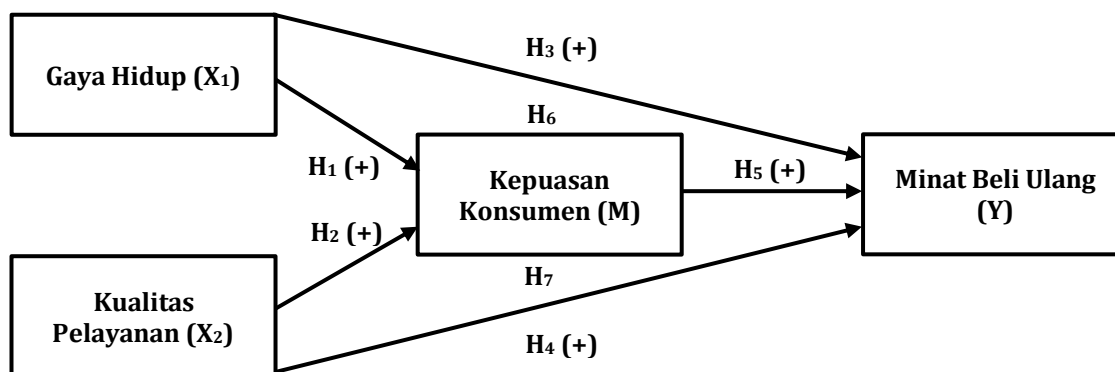 H₃ (+)
Gaya Hidup (X₁)
H₆
H₁ (+)
Kepuasan
Konsumen (M)
H₅ (+)
Minat Beli Ulang
(Y)
H₂ (+)
H₇
Kualitas
Pelayanan (X₂)
H₄ (+)